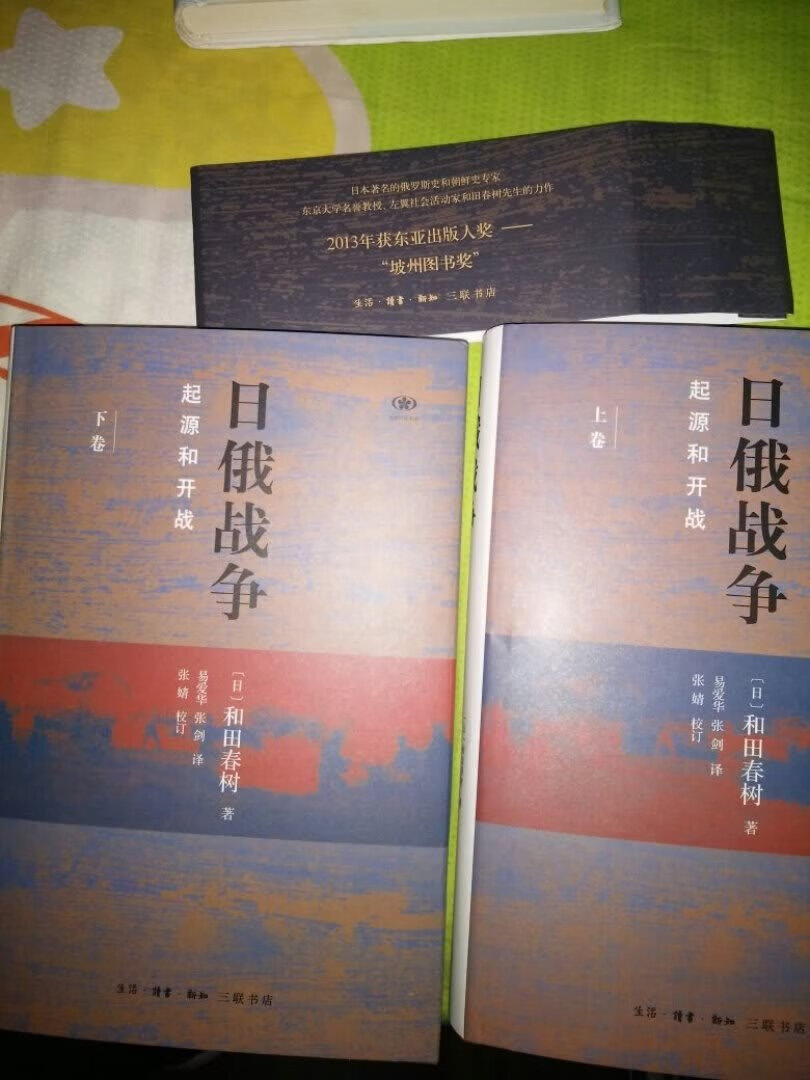 日本著名的俄罗斯史和朝鲜史专家
东京大学名誉教授、左翼社会活动家和田春树先生的力作
2013年获东亚出版人奖——
“坡州图书奖”
生活·讀書·新知 三联书店
日俄战争
起源和开战
下卷
〔日〕和田春树 著
易爱华 张剑 译
张婧 校订
生活·讀書·新知 三联书店
日俄战争
起源和开战
上卷
〔日〕和田春树 著
易爱华 张剑 译
张婧 校订
生活·讀書·新知 三联书店